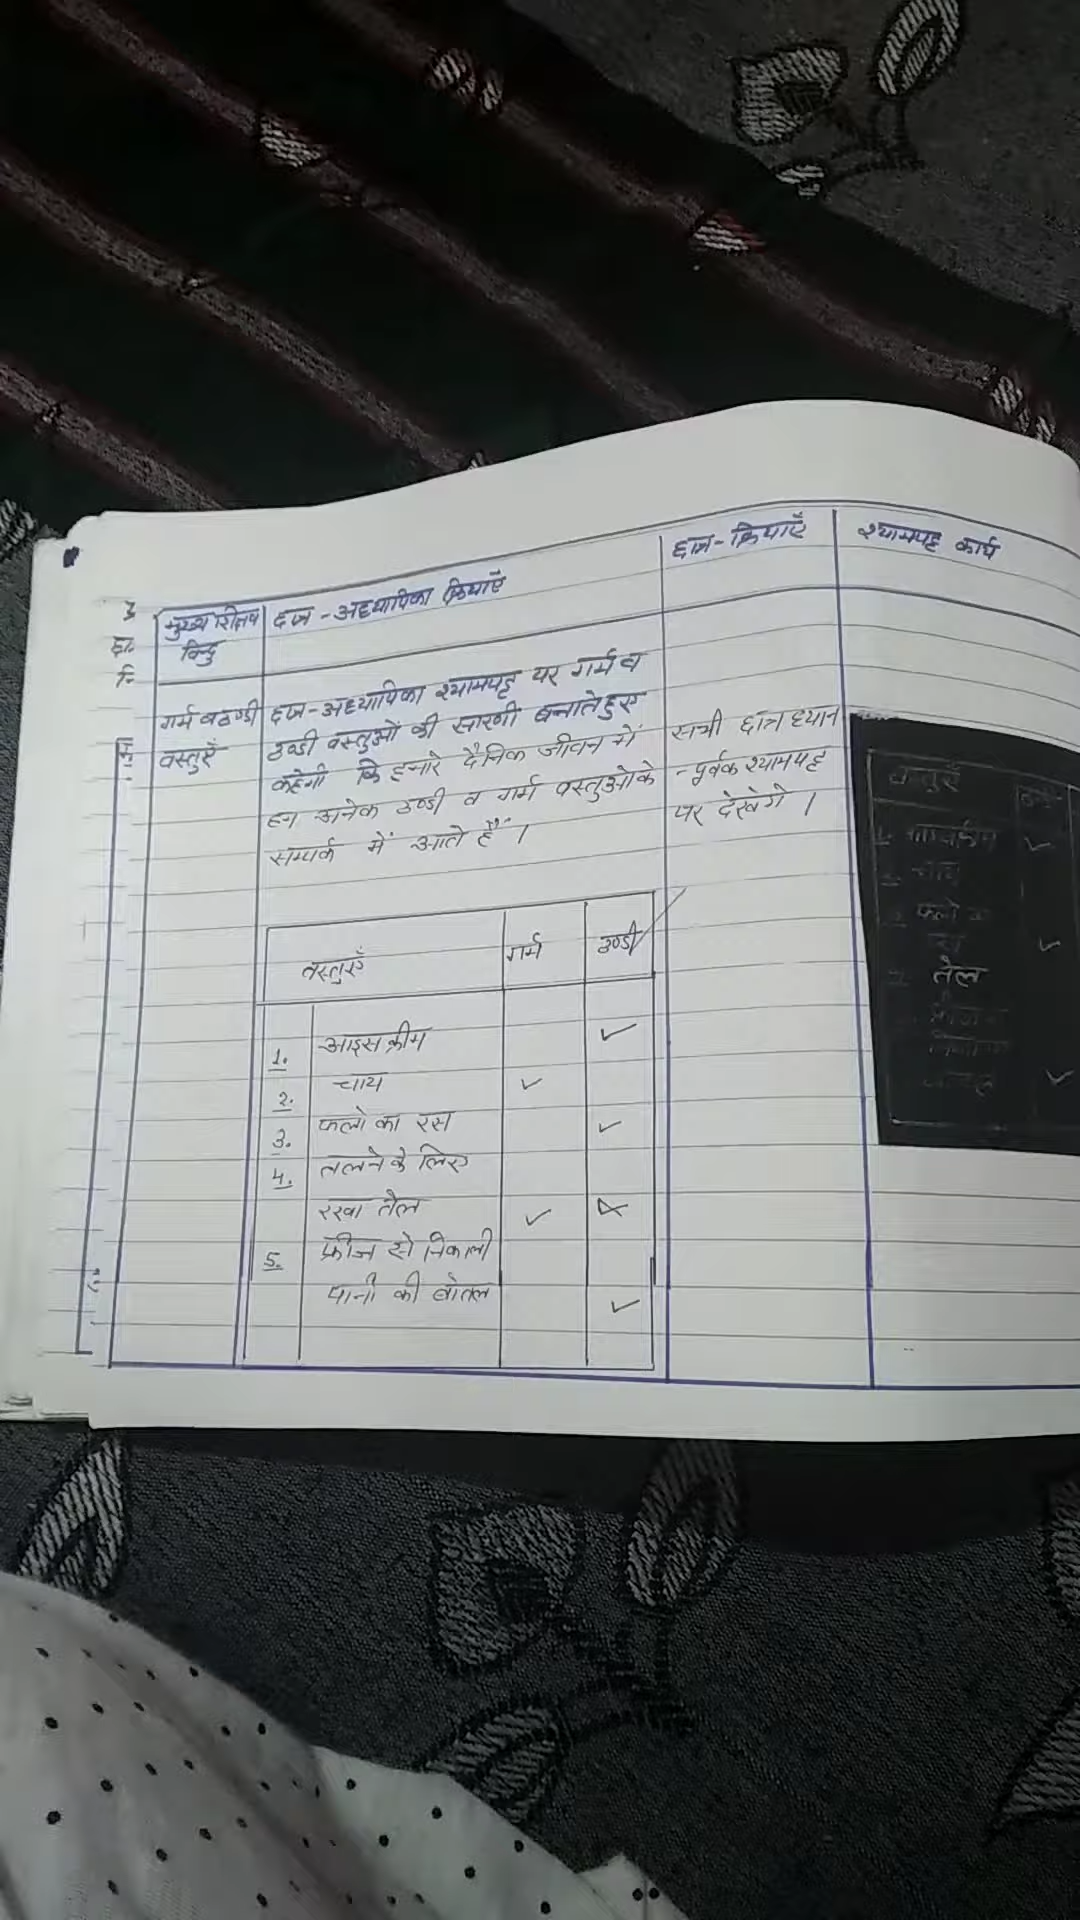 मुख्य शिक्षण
बिन्दु
छात्र-अध्यापिका क्रियाएँ
छात्र-क्रियाएँ
श्यामपट्ट कार्य
गर्म व ठण्डी
वस्तुएँ
छात्र-अध्यापिका श्यामपट्ट पर गर्म व
ठण्डी वस्तुओं की सारणी बनाते हुए
कहेगी कि हमारे दैनिक जीवन में
हम अनेक ठण्डी व गर्म वस्तुओ के
सम्पर्क में आते हैं ।
सभी छात्र ध्यान
-पूर्वक श्यामपट्ट
पर देखेगे ।
वस्तुएँ गर्म ठण्डी
1. आइसक्रीम ✓
2. चाय ✓
3. फलो का रस ✓
4. तलने के लिए
रखा तेल ✓ ✗
5. फ्रीज से निकाली
पानी की बोतल ✓
वस्तुएँ
चाय
फलो का
रस ✓
तेल